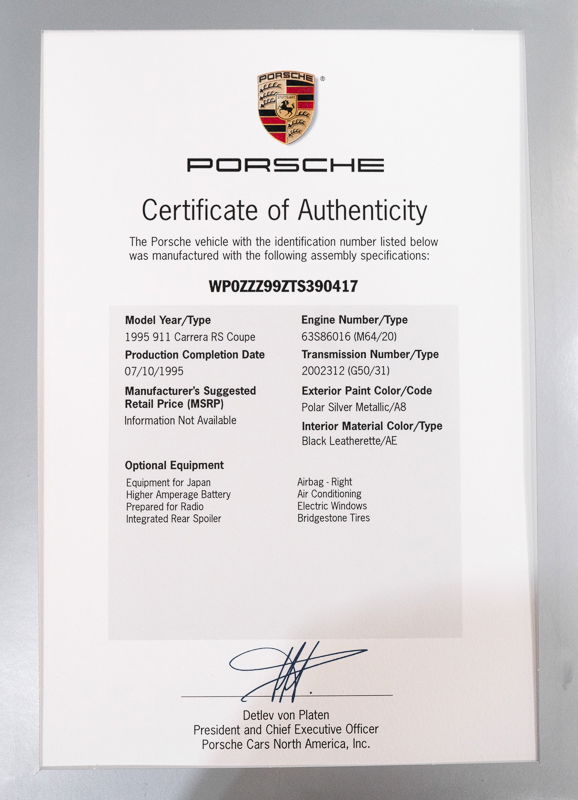 PORSCHE
®
PORSCHE
Certificate of Authenticity
The Porsche vehicle with the identification number listed below
was manufactured with the following assembly specifications:
WP0ZZZ99ZTS390417
Model Year/Type
1995 911 Carrera RS Coupe
Production Completion Date
07/10/1995
Manufacturer's Suggested
Retail Price (MSRP)
Information Not Available
Engine Number/Type
63S86016 (M64/20)
Transmission Number/Type
2002312 (G50/31)
Exterior Paint Color/Code
Polar Silver Metallic/A8
Interior Material Color/Type
Black Leatherette/AE
Optional Equipment
Equipment for Japan
Higher Amperage Battery
Prepared for Radio
Integrated Rear Spoiler
Airbag - Right
Air Conditioning
Electric Windows
Bridgestone Tires
Detlev von Platen
President and Chief Executive Officer
Porsche Cars North America, Inc.